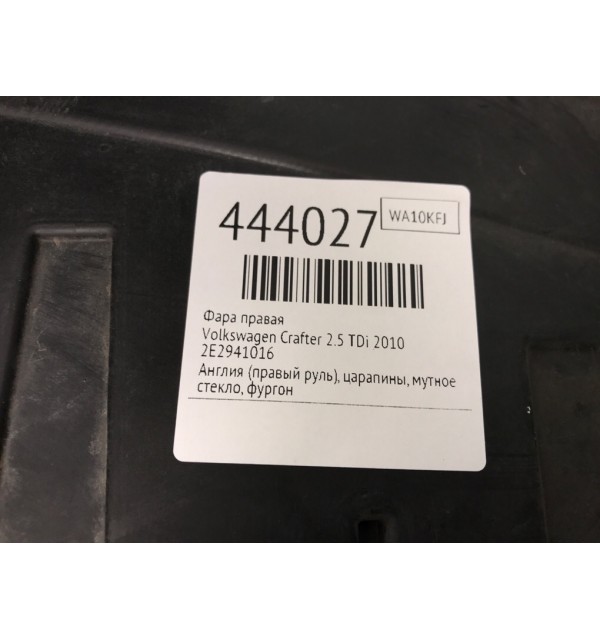 444027 WA10KFJ
Фара правая
Volkswagen Crafter 2.5 TDi 2010
2E2941016
Англия (правый руль), царапины, мутное
стекло, фургон